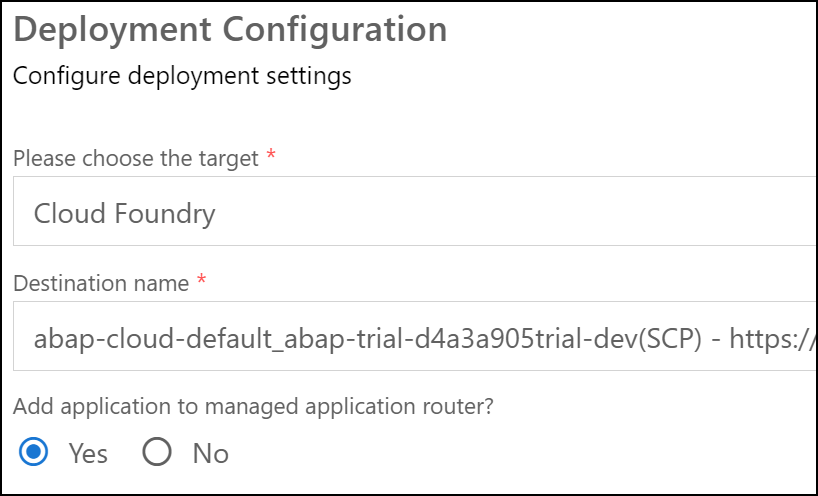 Deployment Configuration
Configure deployment settings
Please choose the target *
Cloud Foundry
Destination name *
abap-cloud-default_abap-trial-d4a3a905trial-dev(SCP) - https://
Add application to managed application router?
Yes No